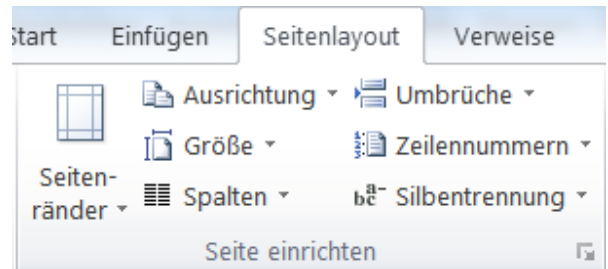 Start Einfügen Seitenlayout Verweise
Ausrichtung Umbrüche
Größe Zeilennummern
Seiten-
ränder Spalten Silbentrennung
Seite einrichten